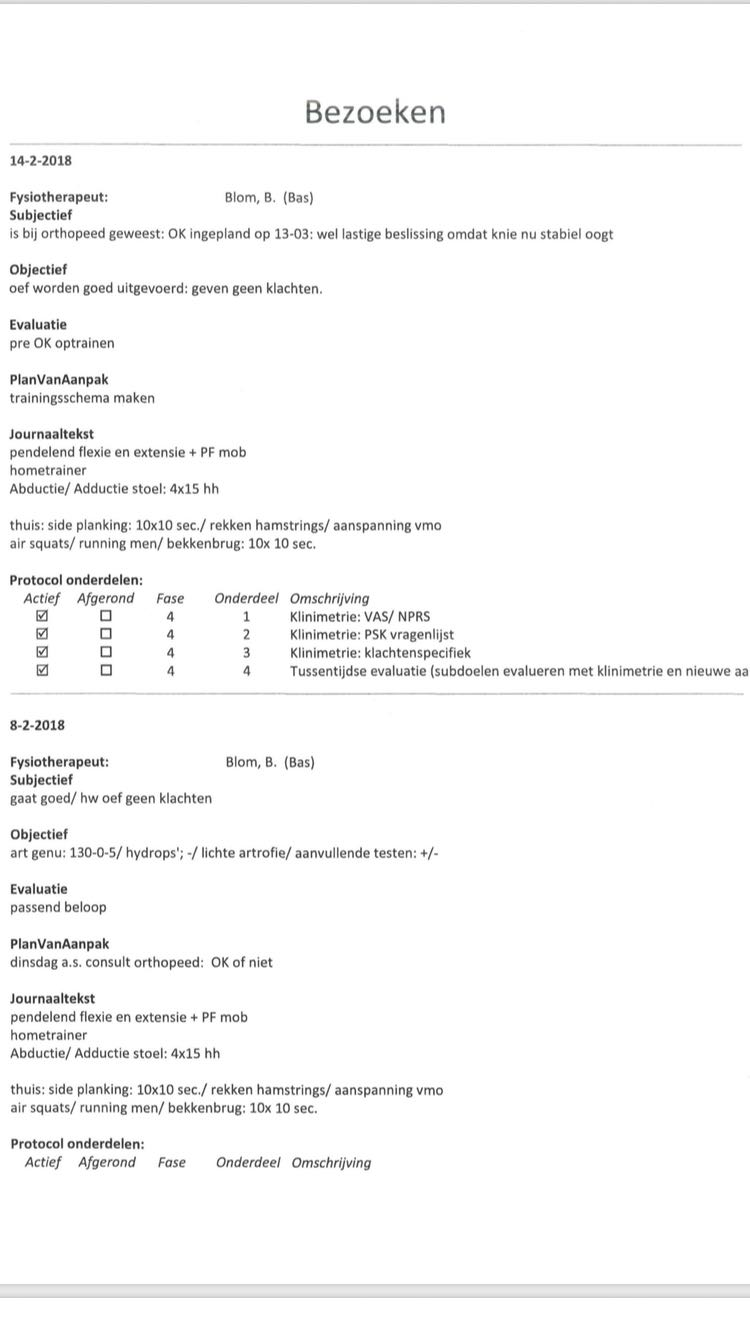 Bezoeken
14-2-2018
Fysiotherapeut: Blom, B. (Bas)
Subjectief
is bij orthopeed geweest: OK ingepland op 13-03: wel lastige beslissing omdat knie nu stabiel oogt
Objectief
oef worden goed uitgevoerd: geven geen klachten.
Evaluatie
pre OK optrainen
PlanVanAanpak
trainingsschema maken
Journaaltekst
pendelend flexie en extensie + PF mob
hometrainer
Abductie/ Adductie stoel: 4x15 hh
thuis: side planking: 10x10 sec./ rekken hamstrings/ aanspanning vmo
air squats/ running men/ bekkenbrug: 10x 10 sec.
Protocol onderdelen:
Actief Afgerond Fase Onderdeel Omschrijving
☑ ☐ 4 1 Klinimetrie: VAS/ NPRS
☑ ☐ 4 2 Klinimetrie: PSK vragenlijst
☑ ☐ 4 3 Klinimetrie: klachtenspecifiek
☑ ☐ 4 4 Tussentijdse evaluatie (subdoelen evalueren met klinimetrie en nieuwe aa
8-2-2018
Fysiotherapeut: Blom, B. (Bas)
Subjectief
gaat goed/ hw oef geen klachten
Objectief
art genu: 130-0-5/ hydrops'; -/ lichte artrofie/ aanvullende testen: +/-
Evaluatie
passend beloop
PlanVanAanpak
dinsdag a.s. consult orthopeed: OK of niet
Journaaltekst
pendelend flexie en extensie + PF mob
hometrainer
Abductie/ Adductie stoel: 4x15 hh
thuis: side planking: 10x10 sec./ rekken hamstrings/ aanspanning vmo
air squats/ running men/ bekkenbrug: 10x 10 sec.
Protocol onderdelen:
Actief Afgerond Fase Onderdeel Omschrijving